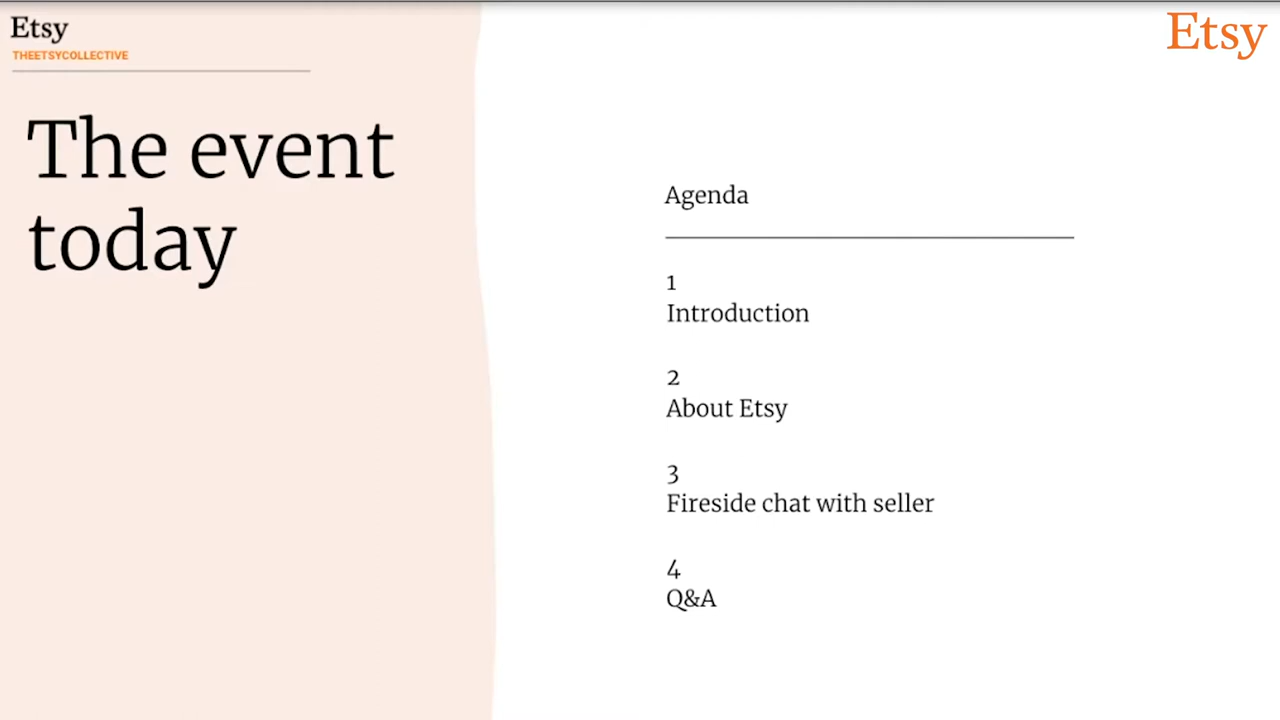 Etsy
THEETSYCOLLECTIVE
The event
today
Etsy
Agenda
1
Introduction
2
About Etsy
3
Fireside chat with seller
4
Q&A